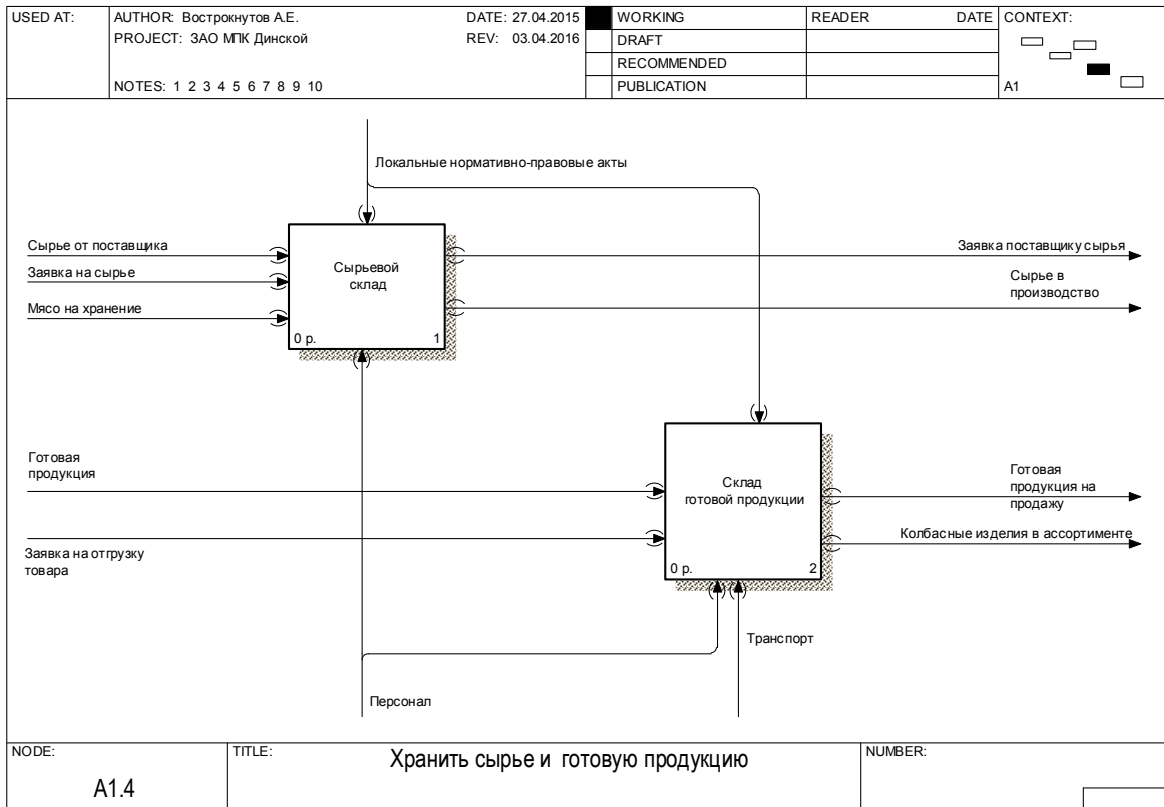 USED AT:
AUTHOR: Вострокнутов А.Е.
DATE: 27.04.2015
WORKING
READER
DATE
CONTEXT:
PROJECT: ЗАО МПК Динской
REV: 03.04.2016
DRAFT
RECOMMENDED
NOTES: 1 2 3 4 5 6 7 8 9 10
PUBLICATION
A1
Локальные нормативно-правовые акты
Сырье от поставщика
Заявка на сырье
Мясо на хранение
Сырьевой
склад
0 р.
1
Заявка поставщику сырья
Сырье в
производство
Готовая
продукция
Заявка на отгрузку
товара
Склад
готовой продукции
0 р.
2
Готовая
продукция на
продажу
Колбасные изделия в ассортименте
Транспорт
Персонал
NODE:
A1.4
TITLE:
Хранить сырье и готовую продукцию
NUMBER: